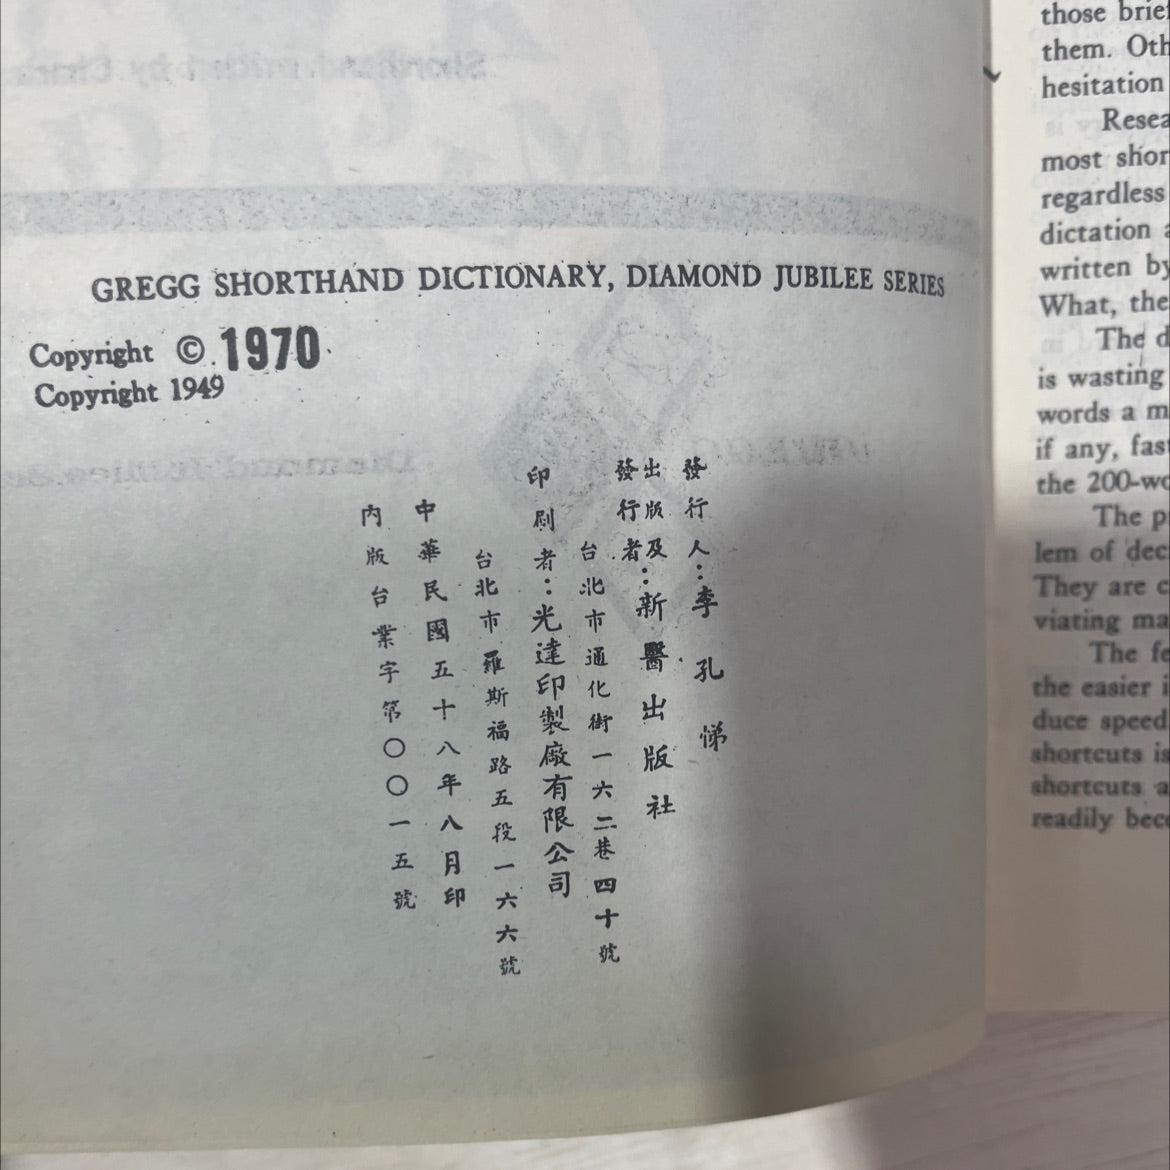 GREGG SHORTHAND DICTIONARY, DIAMOND JUBILEE SERIES
Copyright © 1970
Copyright 1949
發行人：李孔悌
出版及發行者：新醫出版社
台北市通化街一六二巷四十號
印刷者：光達印製廠有限公司
台北市羅斯福路五段一六六號
中華民國五十八年八月印
內版台業字第〇〇一五號
those brie
them. Oth
hesitation
Resea
most shor
regardless
dictation a
written by
What, the
The d
is wasting
words a m
if any, fas
the 200-wo
The p
lem of dec
They are c
viating ma
The fe
the easier i
duce speed
shortcuts is
shortcuts a
readily beco